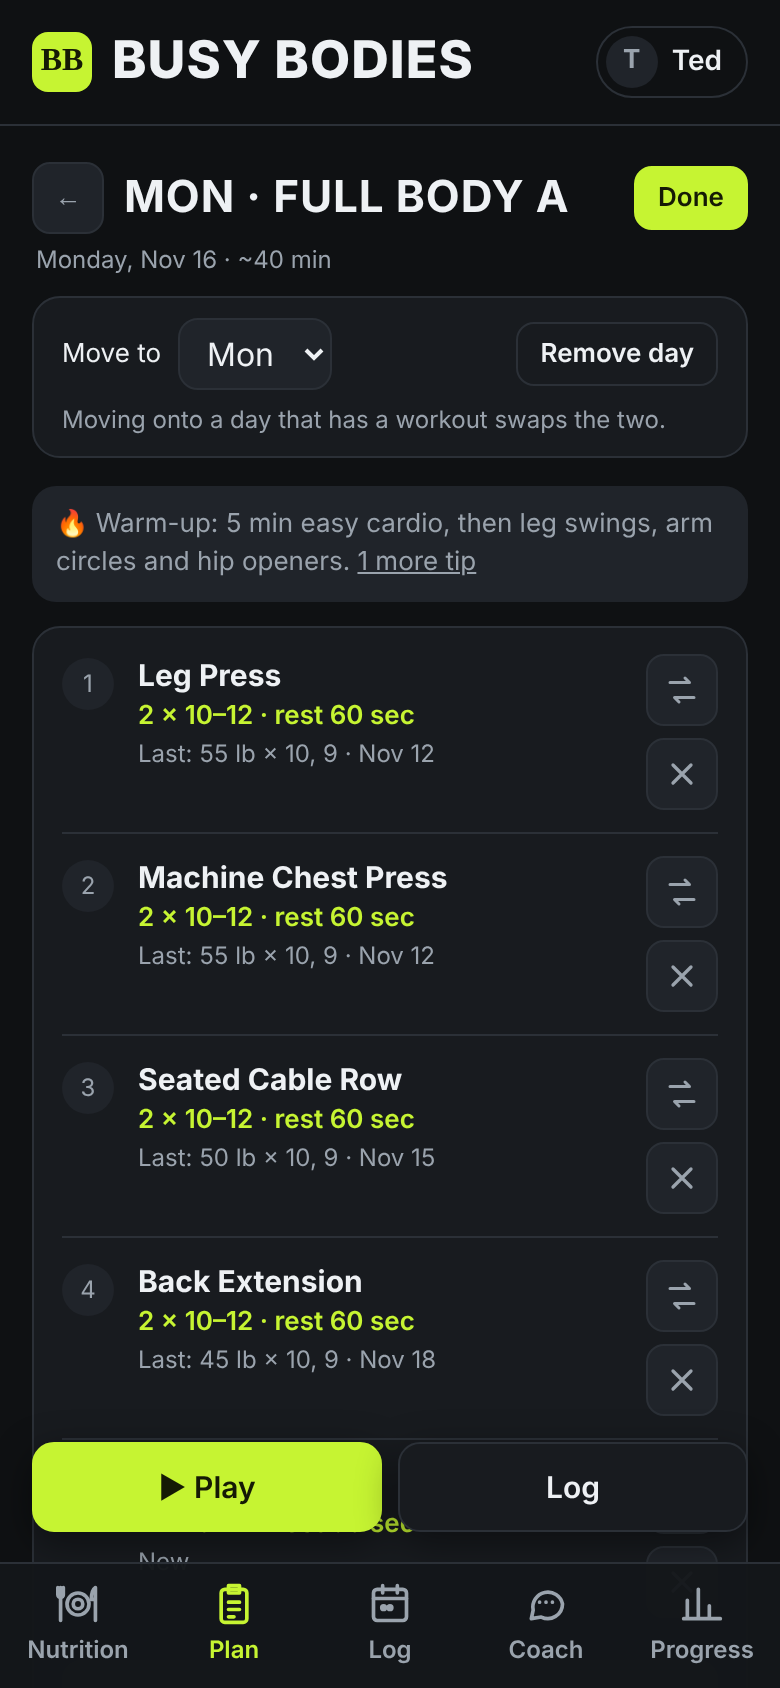 BB BUSY BODIES
T Ted
← MON · FULL BODY A
Done
Monday, Nov 16 · ~40 min
Move to Mon
Remove day
Moving onto a day that has a workout swaps the two.
🔥 Warm-up: 5 min easy cardio, then leg swings, arm
circles and hip openers. 1 more tip
1 Leg Press
2 × 10–12 · rest 60 sec
Last: 55 lb × 10, 9 · Nov 12
2 Machine Chest Press
2 × 10–12 · rest 60 sec
Last: 55 lb × 10, 9 · Nov 12
3 Seated Cable Row
2 × 10–12 · rest 60 sec
Last: 50 lb × 10, 9 · Nov 15
4 Back Extension
2 × 10–12 · rest 60 sec
Last: 45 lb × 10, 9 · Nov 18
▶ Play
Log
sec
Nutrition
Plan
Log
Coach
Progress